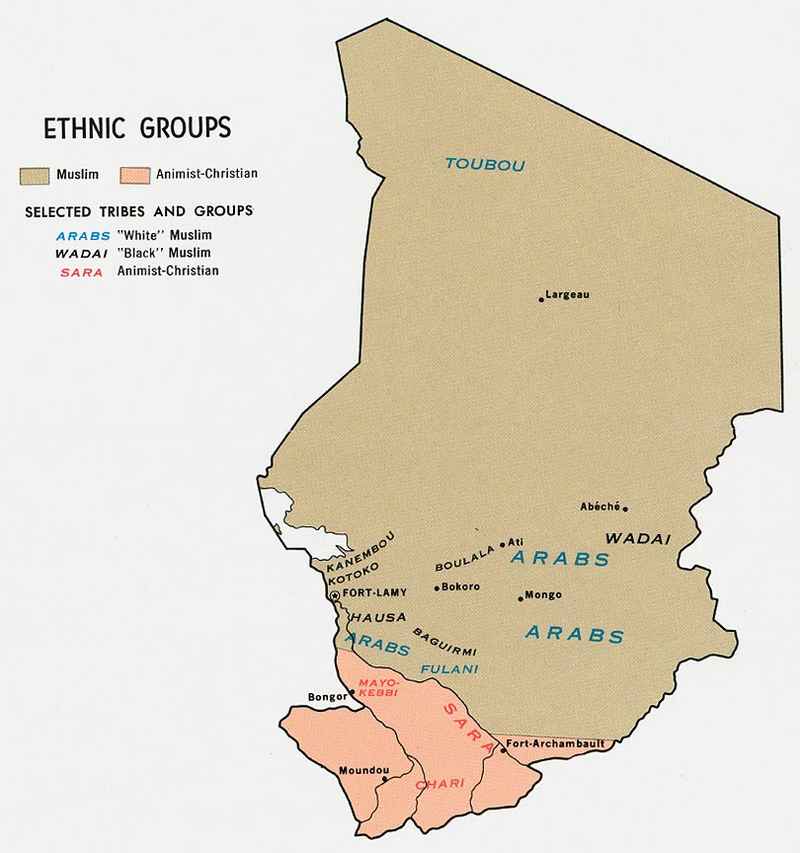 ETHNIC GROUPS
Muslim
Animist-Christian
SELECTED TRIBES AND GROUPS
ARABS "White" Muslim
WADAI "Black" Muslim
SARA Animist-Christian
TOUBOU
Largeau
Abéché
WADAI
KANEMBOU
KOTOKO
BOULALA
Ati
ARABS
FORT-LAMY
Bokoro
Mongo
HAUSA
ARABS
BAGUIRMI
ARABS
FULANI
MAYO-
KEBBI
Bongor
SARA
Fort-Archambault
Moundou
CHARI